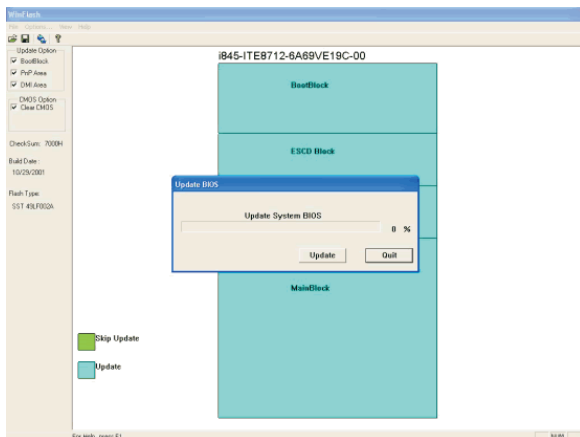 WinFlash
File Options... View Help
Update Option
BootBlock
PnP Area
DMI Area
CMOS Option
Clear CMOS
CheckSum: 7000H
Build Date:
10/29/2001
Flash Type:
SST 49LF002A
i845-ITE8712-6A69VE19C-00
BootBlock
ESCD Block
Update BIOS
Update System BIOS
0 %
Update
Quit
MainBlock
Skip Update
Update
For Help, press F1
NUM